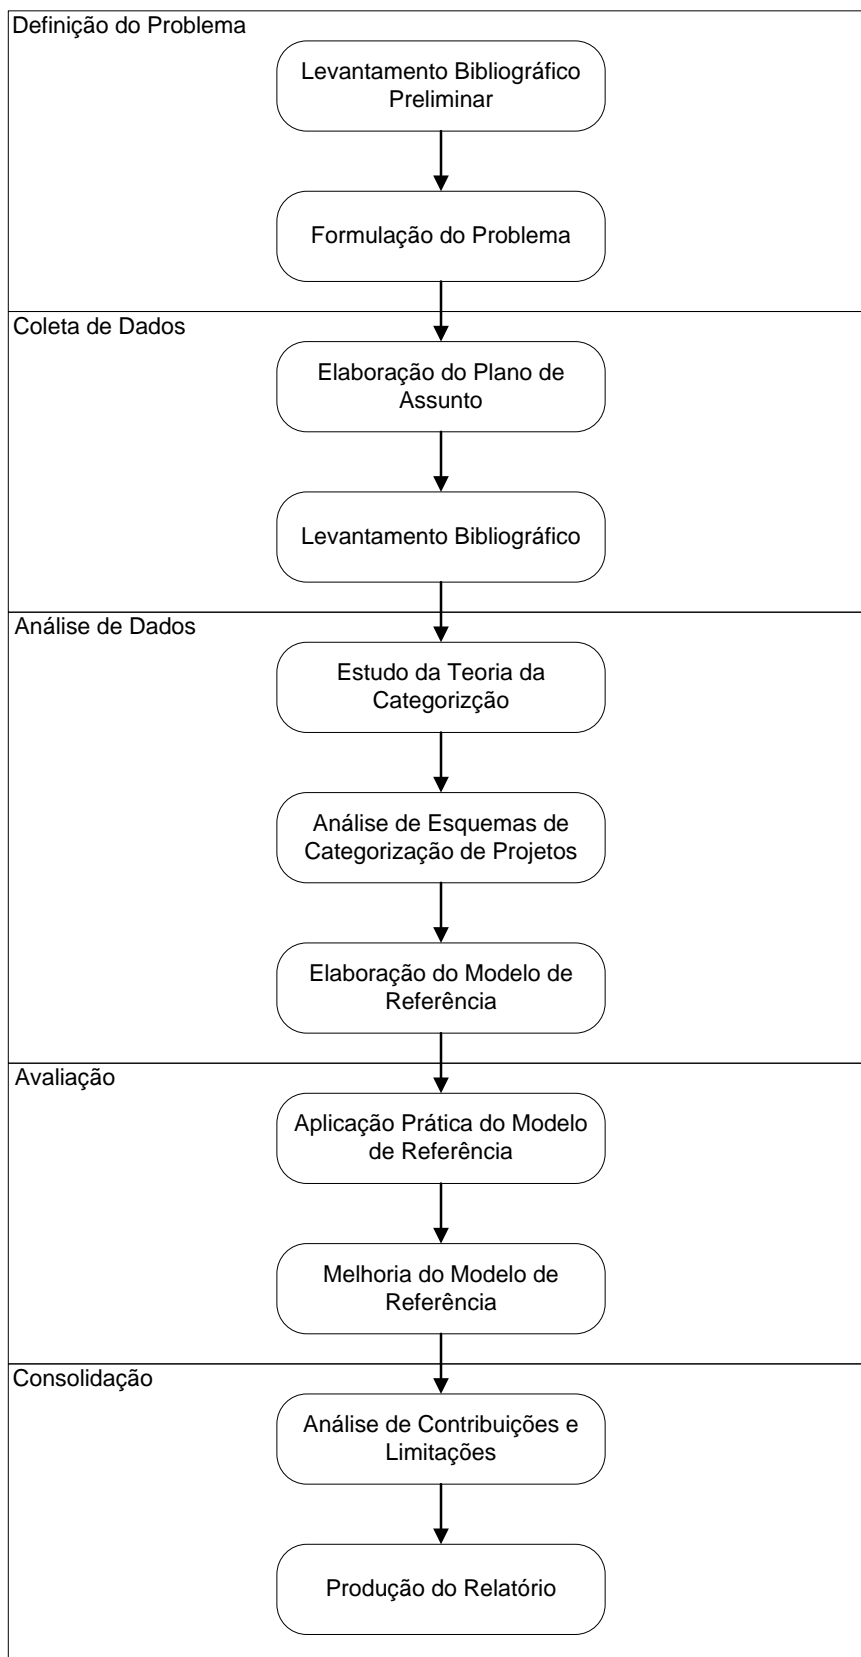 Definição do Problema
Levantamento Bibliográfico
Preliminar
Formulação do Problema
Coleta de Dados
Elaboração do Plano de
Assunto
Levantamento Bibliográfico
Análise de Dados
Estudo da Teoria da
Categorizção
Análise de Esquemas de
Categorização de Projetos
Elaboração do Modelo de
Referência
Avaliação
Aplicação Prática do Modelo
de Referência
Melhoria do Modelo de
Referência
Consolidação
Análise de Contribuições e
Limitações
Produção do Relatório